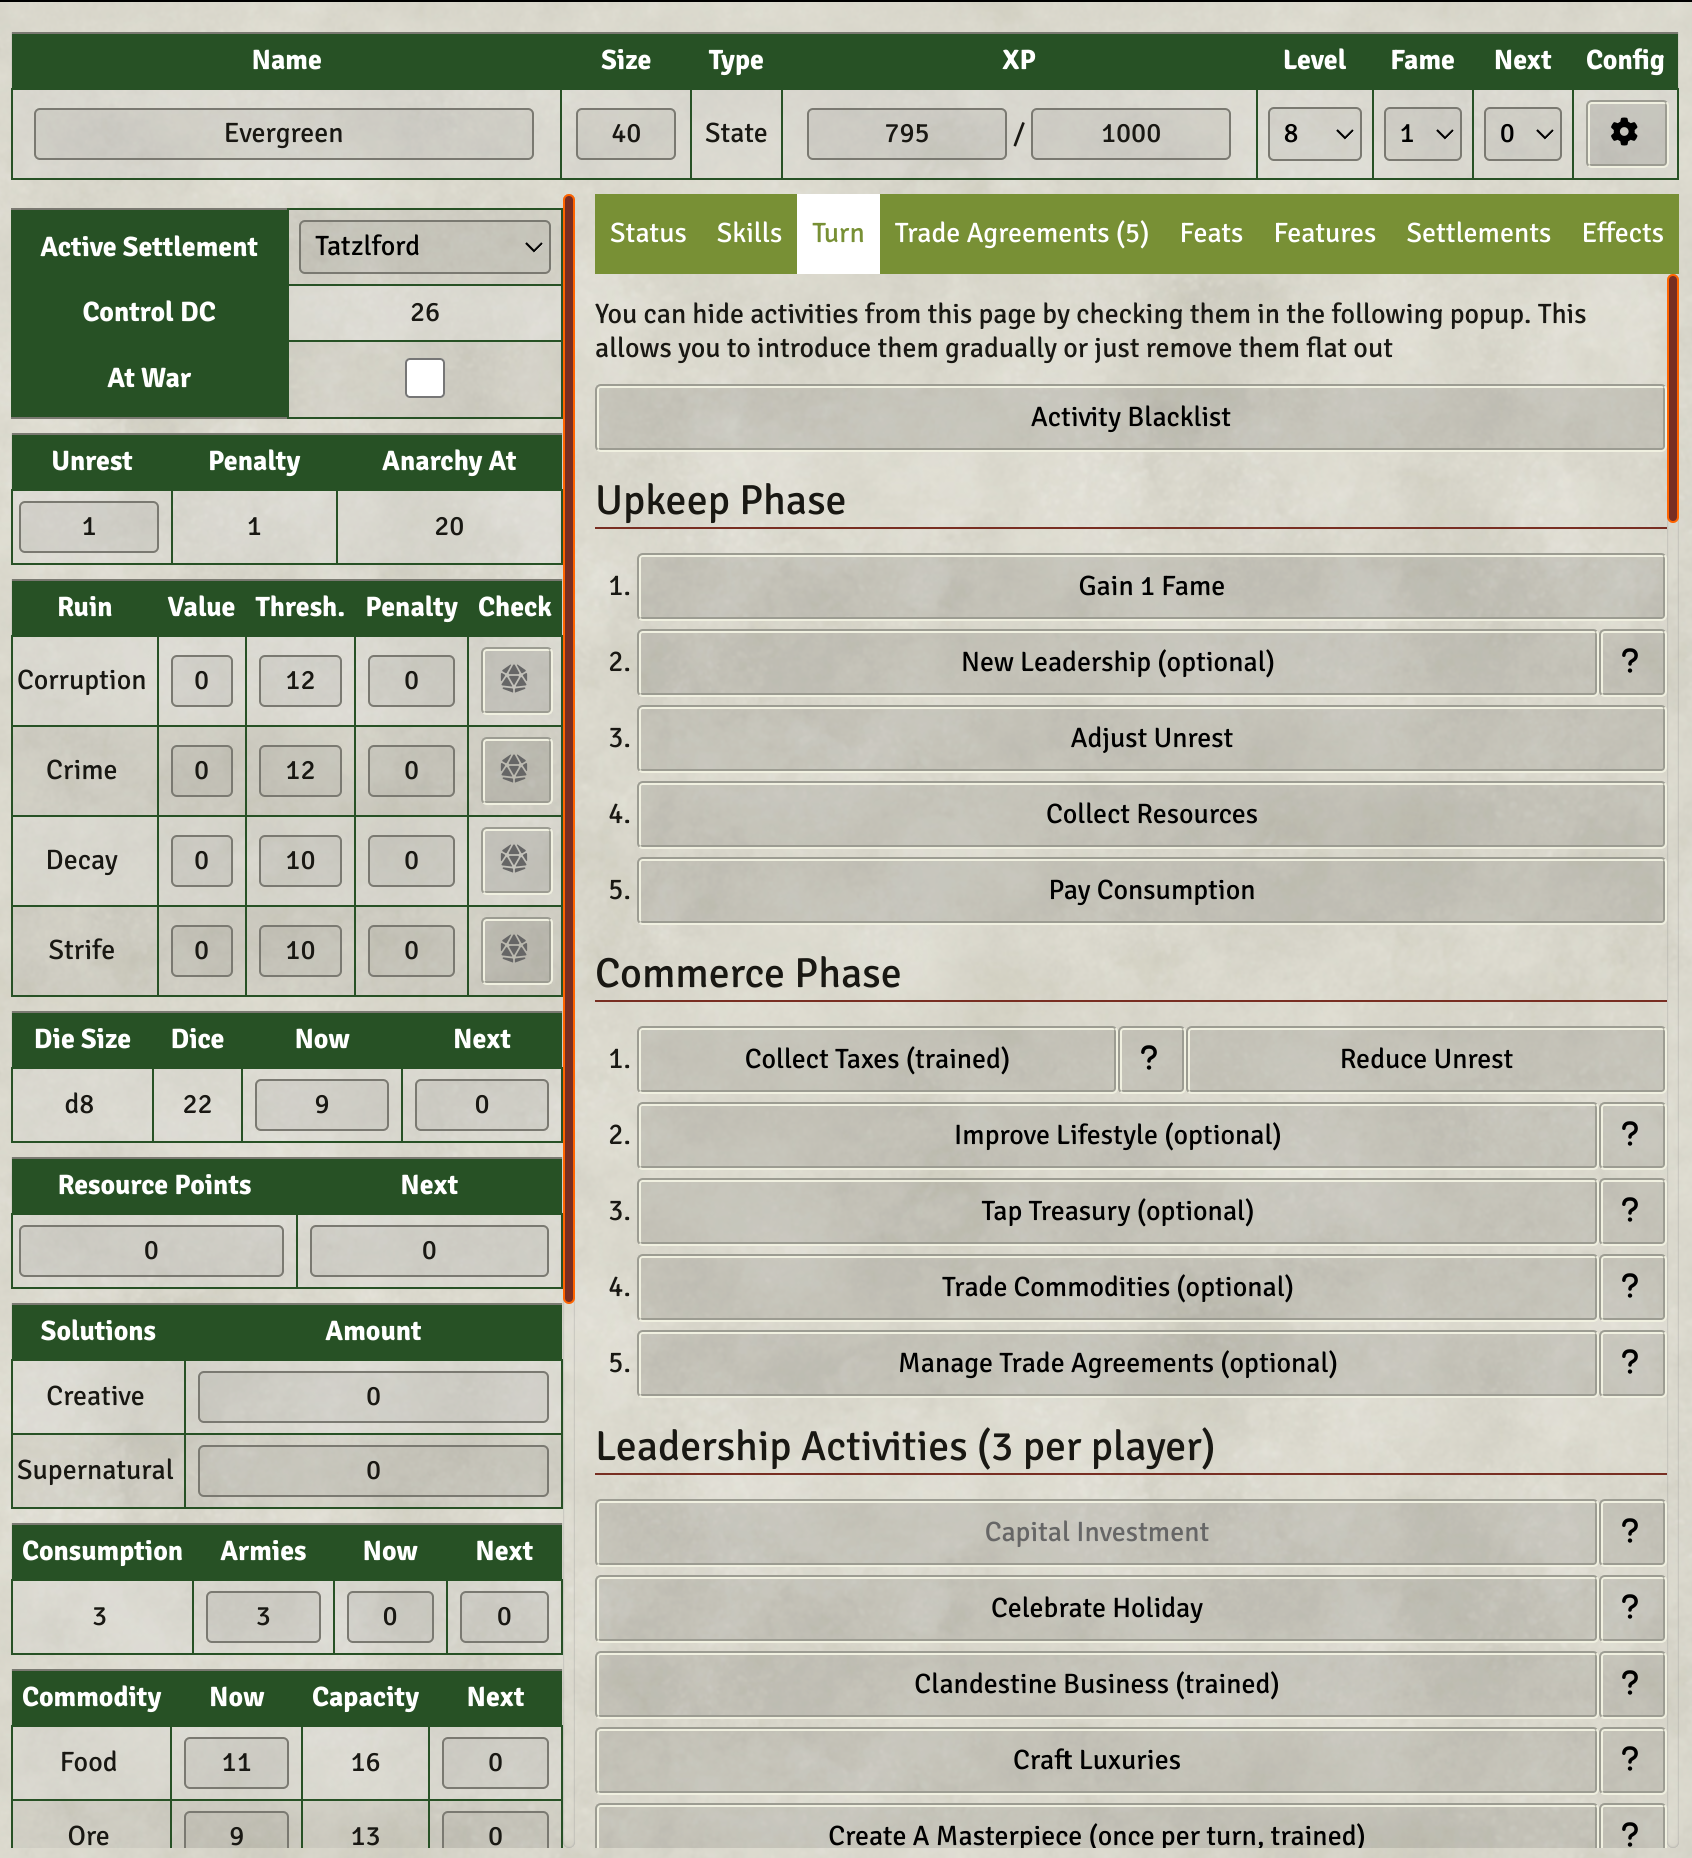 Name Size Type XP Level Fame Next Config
Evergreen 40 State 795 / 1000 8 1 0
Active Settlement Tatzlford
Control DC 26
At War
Unrest Penalty Anarchy At
1 1 20
Ruin Value Thresh. Penalty Check
Corruption 0 12 0
Crime 0 12 0
Decay 0 10 0
Strife 0 10 0
Die Size Dice Now Next
d8 22 9 0
Resource Points Next
0 0
Solutions Amount
Creative 0
Supernatural 0
Consumption Armies Now Next
3 3 0 0
Commodity Now Capacity Next
Food 11 16 0
Ore 9 13 0
Status Skills Turn Trade Agreements (5) Feats Features Settlements Effects
You can hide activities from this page by checking them in the following popup. This
allows you to introduce them gradually or just remove them flat out
Activity Blacklist
Upkeep Phase
1. Gain 1 Fame
2. New Leadership (optional) ?
3. Adjust Unrest
4. Collect Resources
5. Pay Consumption
Commerce Phase
1. Collect Taxes (trained) ? Reduce Unrest
2. Improve Lifestyle (optional) ?
3. Tap Treasury (optional) ?
4. Trade Commodities (optional) ?
5. Manage Trade Agreements (optional) ?
Leadership Activities (3 per player)
Capital Investment ?
Celebrate Holiday ?
Clandestine Business (trained) ?
Craft Luxuries ?
Create A Masterpiece (once per turn, trained) ?